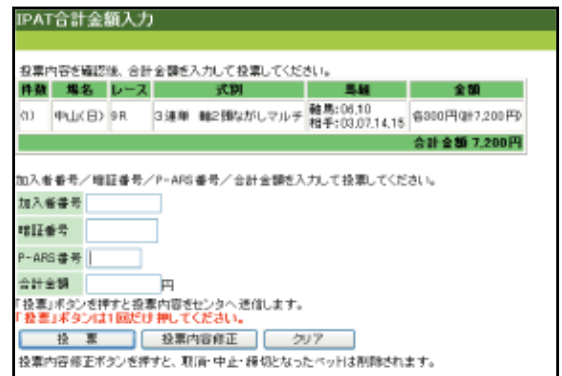 IPAT合計金額入力
投票内容を確認後、合計金額を入力して投票してください。
件数 場名 レース 式別 馬組 金額
(1) 中山(日) 9R 3連単 軸2頭ながしマルチ 軸馬:06,10 各300円(計7,200円)
相手:03,07,14,15
合計金額 7,200円
加入者番号/暗証番号/P-ARS番号/合計金額を入力して投票してください。
加入者番号
暗証番号
P-ARS番号
合計金額 円
「投票」ボタンを押すと投票内容をセンタへ送信します。
「投票」ボタンは1回だけ押してください。
投 票 投票内容修正 クリア
投票内容修正ボタンを押すと、取消・中止・締切となったベットは削除されます。